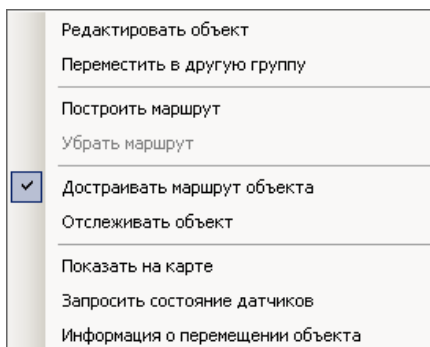 Редактировать объект
Переместить в другую группу
Построить маршрут
Убрать маршрут
Достраивать маршрут объекта
Отслеживать объект
Показать на карте
Запросить состояние датчиков
Информация о перемещении объекта